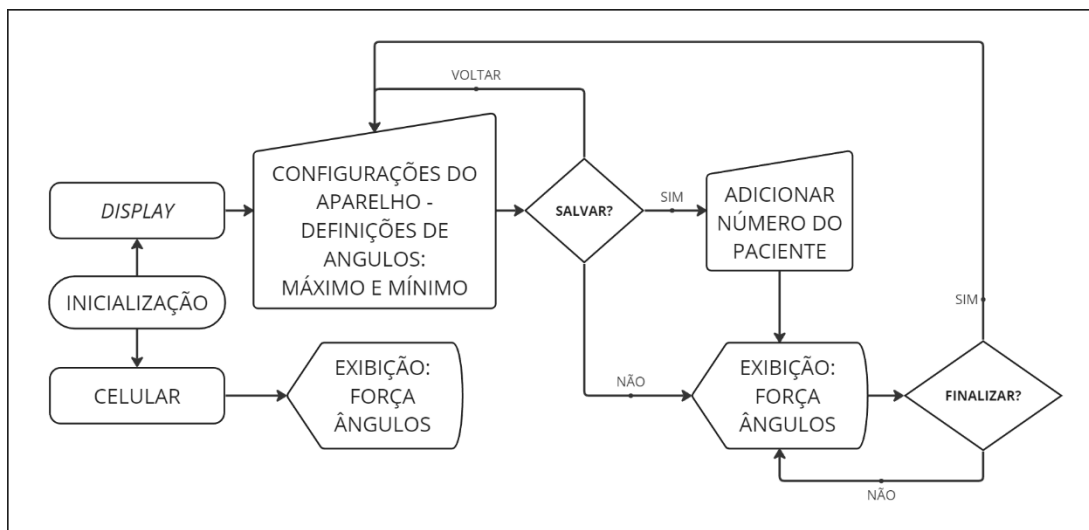 VOLTAR
CONFIGURAÇÕES DO
APARELHO -
DEFINIÇÕES DE
ANGULOS:
MÁXIMO E MÍNIMO
DISPLAY
INICIALIZAÇÃO
CELULAR
EXIBIÇÃO:
FORÇA
ÂNGULOS
SALVAR?
SIM
ADICIONAR
NÚMERO DO
PACIENTE
NÃO
EXIBIÇÃO:
FORÇA
ÂNGULOS
SIM
FINALIZAR?
NÃO